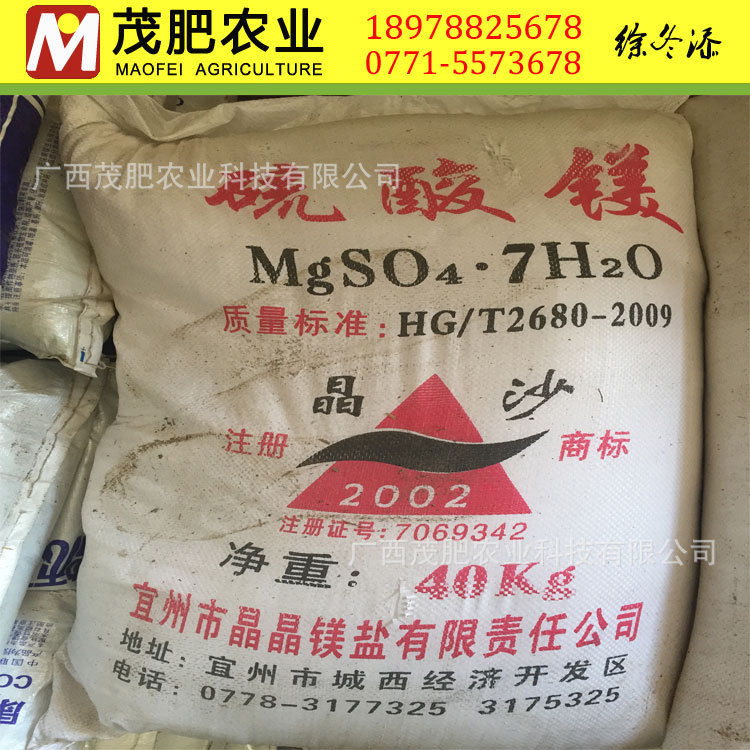 茂肥农业
MAOFEI AGRICULTURE
18978825678
0771-5573678
徐冬添
广西茂肥农业科技有限公司
硫酸镁
MgSO4·7H2O
质量标准:HG/T2680-2009
晶沙
注册 商标
2002
注册证号:7069342
广西茂肥农业科技有限公司
净重:40Kg
宜州市晶晶镁盐有限责任公司
地址:宜州市城西经济开发区
电话:0778-3177325 3175325